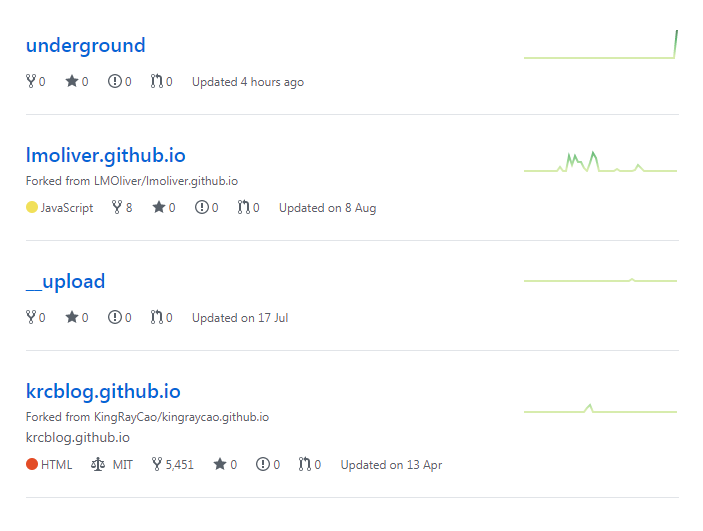 underground
0 0 0 0 Updated 4 hours ago
lmoliver.github.io
Forked from LMOliver/lmoliver.github.io
JavaScript 8 0 0 0 Updated on 8 Aug
__upload
0 0 0 0 Updated on 17 Jul
krcblog.github.io
Forked from KingRayCao/kingraycao.github.io
krcblog.github.io
HTML MIT 5,451 0 0 0 Updated on 13 Apr